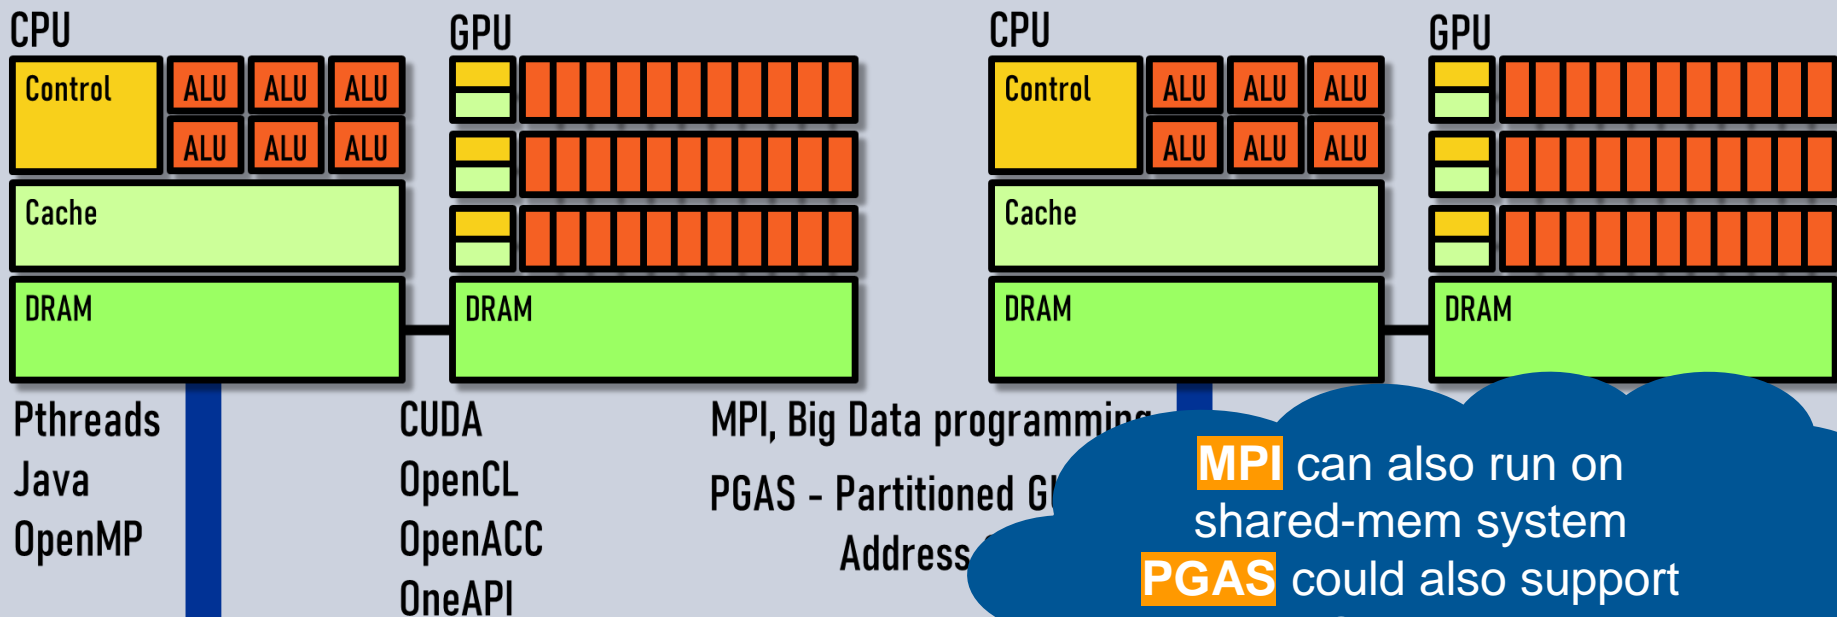 CPU
GPU
CPU
GPU
Control
ALU ALU ALU
ALU ALU ALU
Cache
DRAM
DRAM
Control
ALU ALU ALU
ALU ALU ALU
Cache
DRAM
DRAM
Pthreads
Java
OpenMP
CUDA
OpenCL
OpenACC
OneAPI
MPI, Big Data programming
PGAS - Partitioned
Address
MPI can also run on
shared-mem system
PGAS could also support